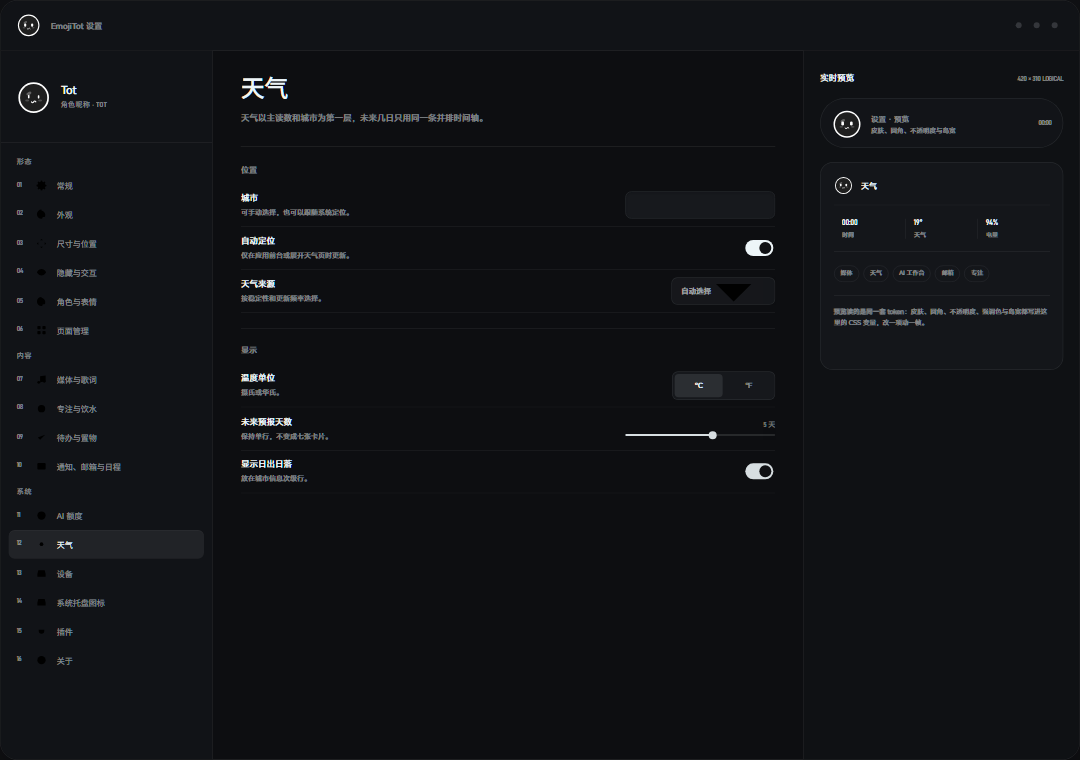 EmojiTot 设置
Tot
角色昵称 · TOT
形态
01 常规
02 外观
03 尺寸与位置
04 隐藏与交互
05 角色与表情
06 页面管理
内容
07 媒体与歌词
08 专注与饮水
09 待办与置物
10 通知、邮箱与日程
系统
11 AI 额度
12 天气
13 设备
14 系统托盘图标
15 插件
16 关于
天气
天气以主读数和城市为第一层，未来几日只用同一条并排时间轴。
位置
城市
可手动选择，也可以跟随系统定位。
自动定位
仅在应用前台或展开天气页时更新。
天气来源
按稳定性和更新频率选择。
自动选择
显示
温度单位
摄氏或华氏。
℃
℉
未来预报天数
保持单行，不变成七张卡片。
5 天
显示日出日落
放在城市信息次级行。
实时预览
420 × 310 LOGICAL
设置 · 预览
皮肤、圆角、不透明度与岛宽
00:00
天气
00:00
时间
19°
天气
94%
电量
媒体
天气
AI 工作台
邮箱
专注
预览读的是同一套 token：皮肤、圆角、不透明度、强调色与岛宽都写进这
里的 CSS 变量，改一项动一帧。